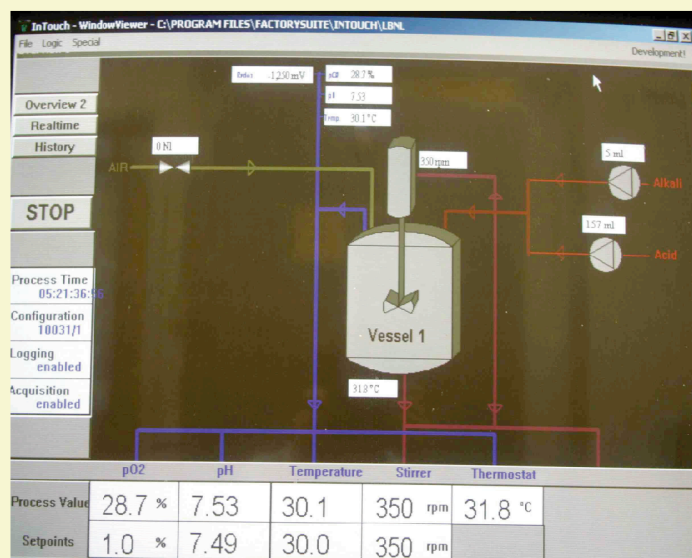 InTouch - WindowViewer - C:\PROGRAM FILES\FACTORYSUITE\INTOUCH\LBNL
File Logic Special
Development!
Redox -1,250 mV
pO2 28.7 %
pH 7.53
Temp 30.1 °C
Overview 2
Realtime
History
STOP
Process Time
05:21:36:
Configuration
10031/1
Logging
enabled
Acquisition
enabled
0 Nl
AIR
350 rpm
5 ml
Alkali
157 ml
Acid
Vessel 1
31.8 °C
pO2 pH Temperature Stirrer Thermostat
Process Value 28.7 % 7.53 30.1 350 rpm 31.8 °C
Setpoints 1.0 % 7.49 30.0 350 rpm